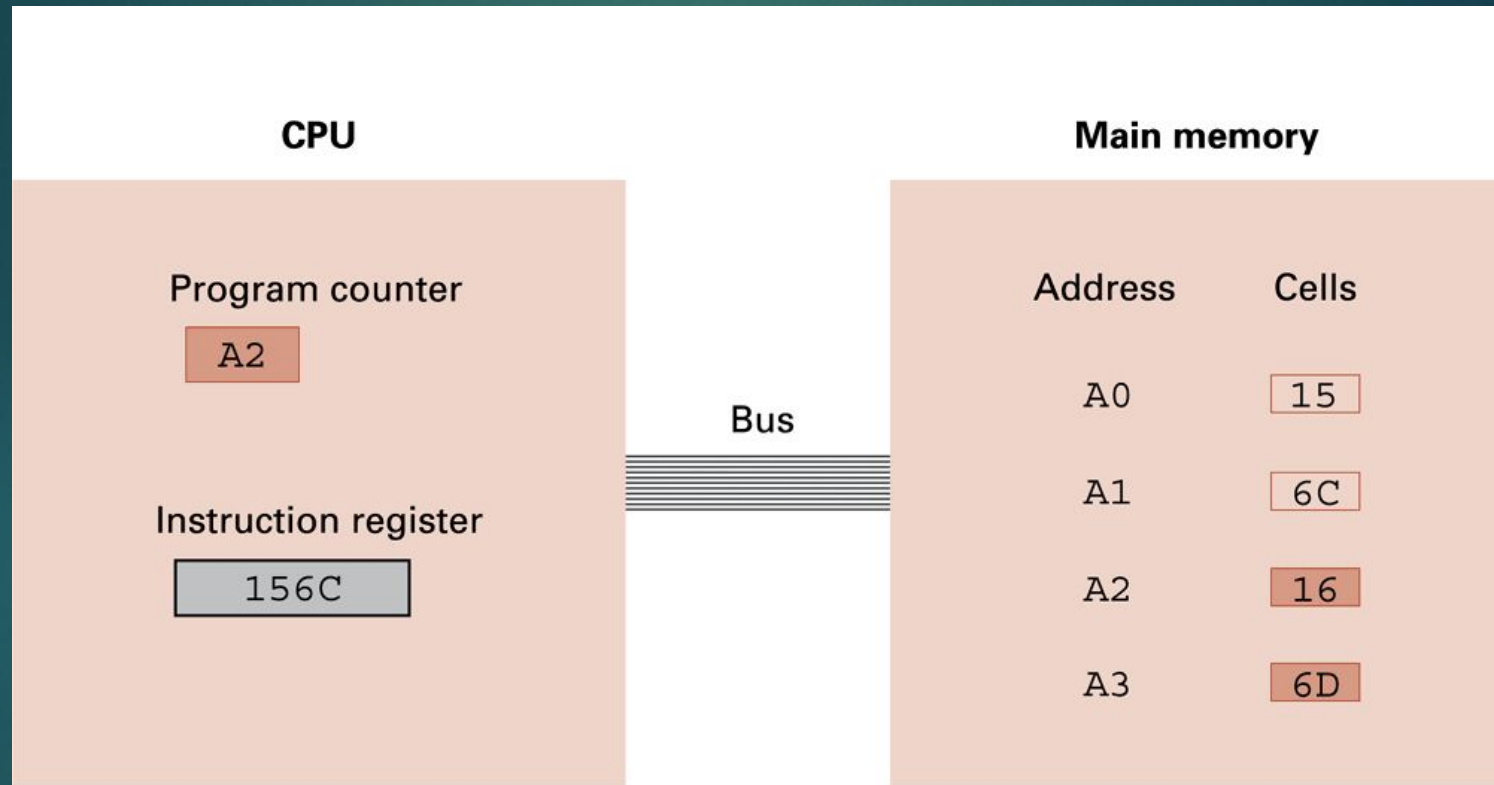 CPU
Program counter
A2
Instruction register
156C
Bus
Main memory
Address Cells
A0 15
A1 6C
A2 16
A3 6D